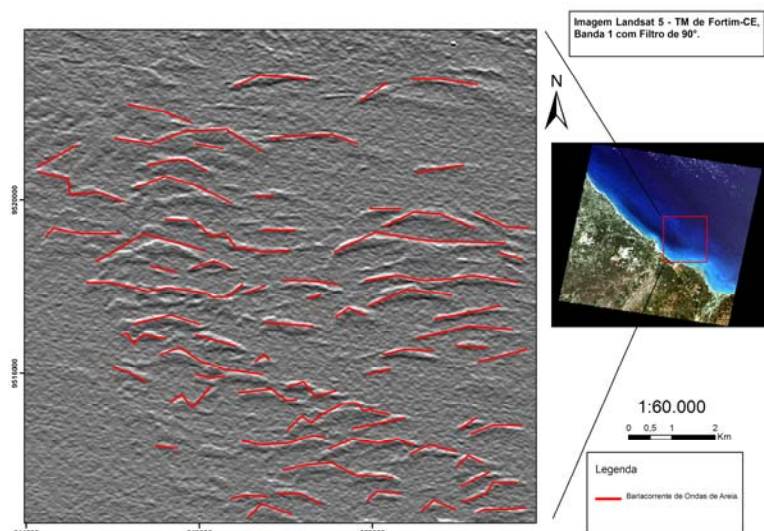 Imagem Landsat 5 - TM de Fortim-CE,
Banda 1 com Filtro de 90°.
N
9520000
9516000
1:60.000
0 0,5 1 2
Km
Legenda
de Ondas de Areia.